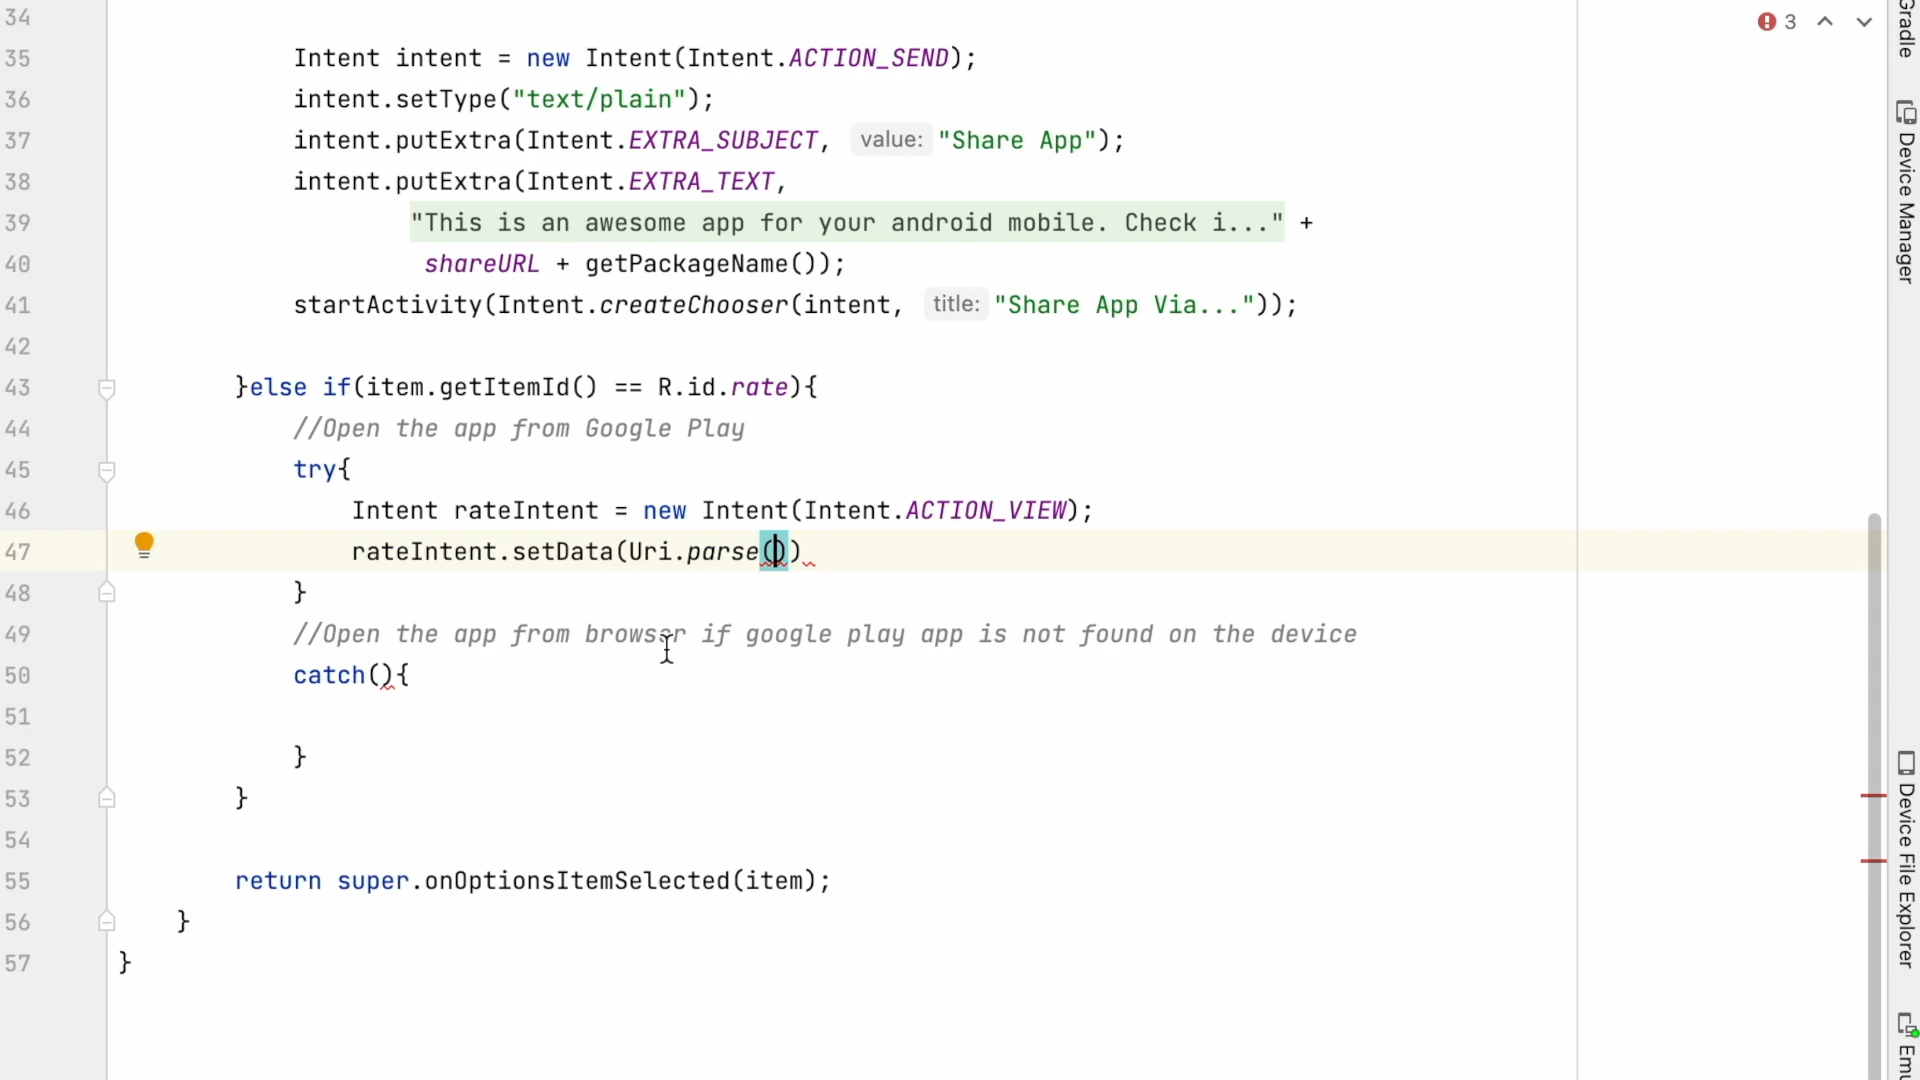 34
3
35 Intent intent = new Intent(Intent.ACTION_SEND);
36 intent.setType("text/plain");
37 intent.putExtra(Intent.EXTRA_SUBJECT, value: "Share App");
38 intent.putExtra(Intent.EXTRA_TEXT,
39 "This is an awesome app for your android mobile. Check i..." +
40 shareURL + getPackageName());
41 startActivity(Intent.createChooser(intent, title: "Share App Via..."));
42
43 }else if(item.getItemId() == R.id.rate){
44 //Open the app from Google Play
45 try{
46 Intent rateIntent = new Intent(Intent.ACTION_VIEW);
47 rateIntent.setData(Uri.parse())
48 }
49 //Open the app from browser if google play app is not found on the device
50 catch(){
51
52 }
53 }
54
55 return super.onOptionsItemSelected(item);
56 }
57 }
Gradle
Device Manager
Device File Explorer
Emu